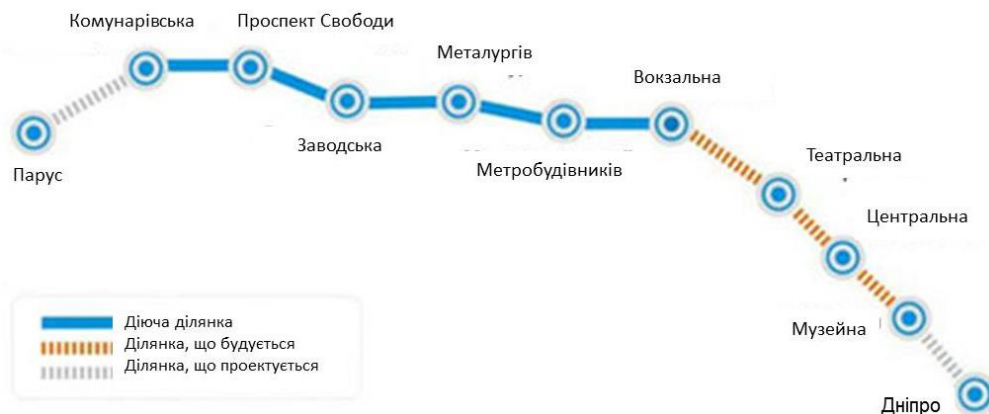 Комунарівська
Проспект Свободи
Металургів
Вокзальна
Заводська
Метробудівників
Парус
Театральна
Центральна
Музейна
Дніпро
Діюча ділянка
Ділянка, що будується
Ділянка, що проектується